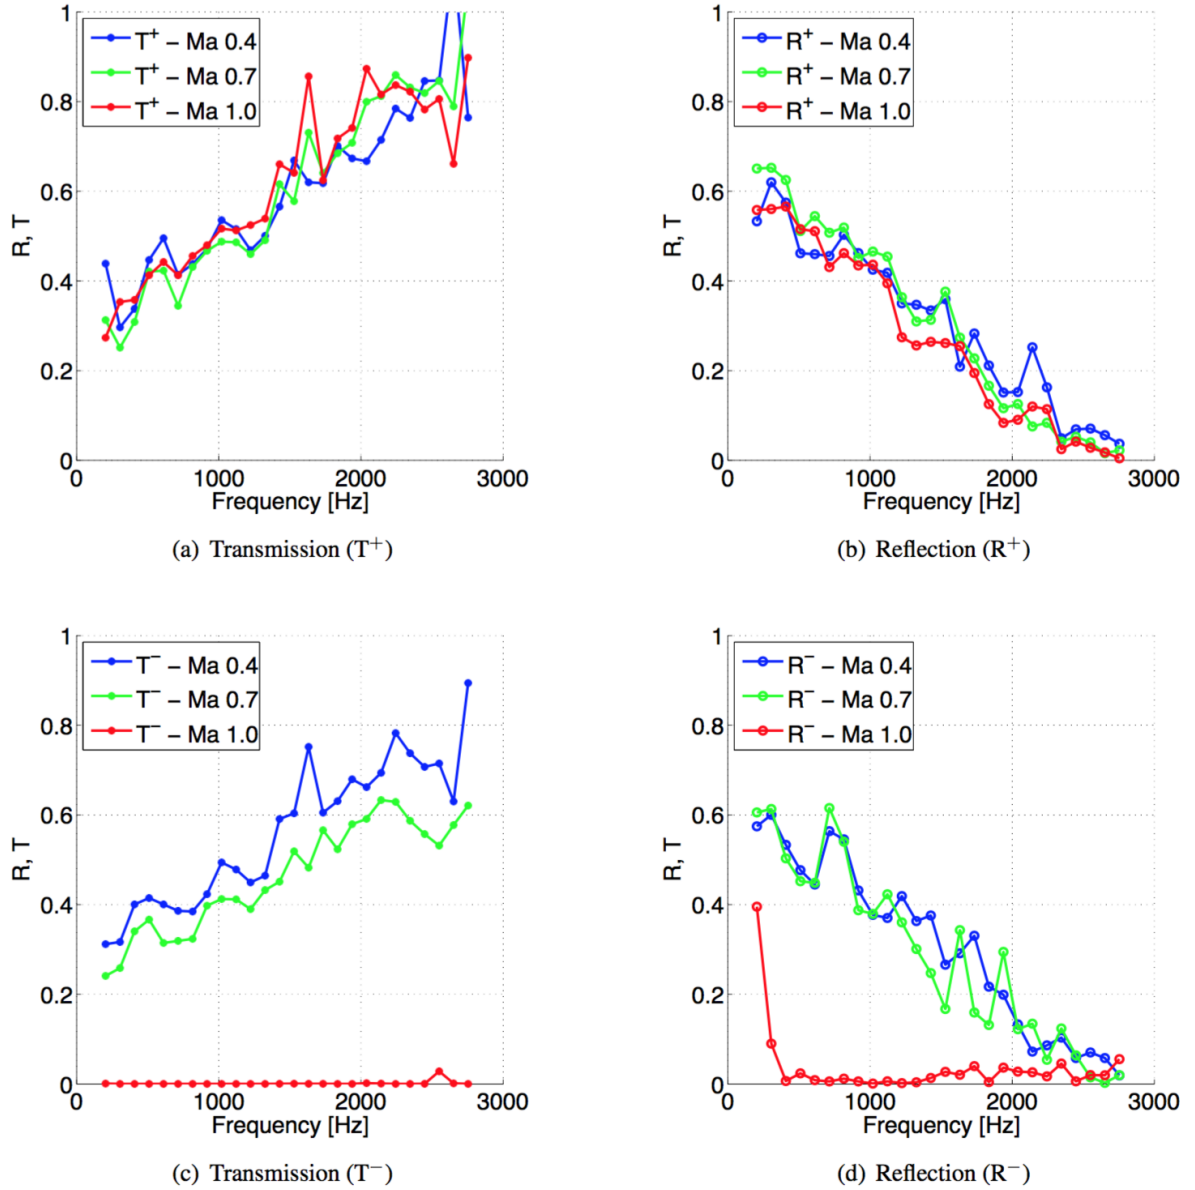 1
0.8
0.6
0.4
0.2
0
R, T
T⁺ – Ma 0.4
T⁺ – Ma 0.7
T⁺ – Ma 1.0
0 1000 2000 3000
Frequency [Hz]
(a) Transmission (T⁺)
1
0.8
0.6
0.4
0.2
0
R, T
R⁺ – Ma 0.4
R⁺ – Ma 0.7
R⁺ – Ma 1.0
0 1000 2000 3000
Frequency [Hz]
(b) Reflection (R⁺)
1
0.8
0.6
0.4
0.2
0
R, T
T⁻ – Ma 0.4
T⁻ – Ma 0.7
T⁻ – Ma 1.0
0 1000 2000 3000
Frequency [Hz]
(c) Transmission (T⁻)
1
0.8
0.6
0.4
0.2
0
R, T
R⁻ – Ma 0.4
R⁻ – Ma 0.7
R⁻ – Ma 1.0
0 1000 2000 3000
Frequency [Hz]
(d) Reflection (R⁻)